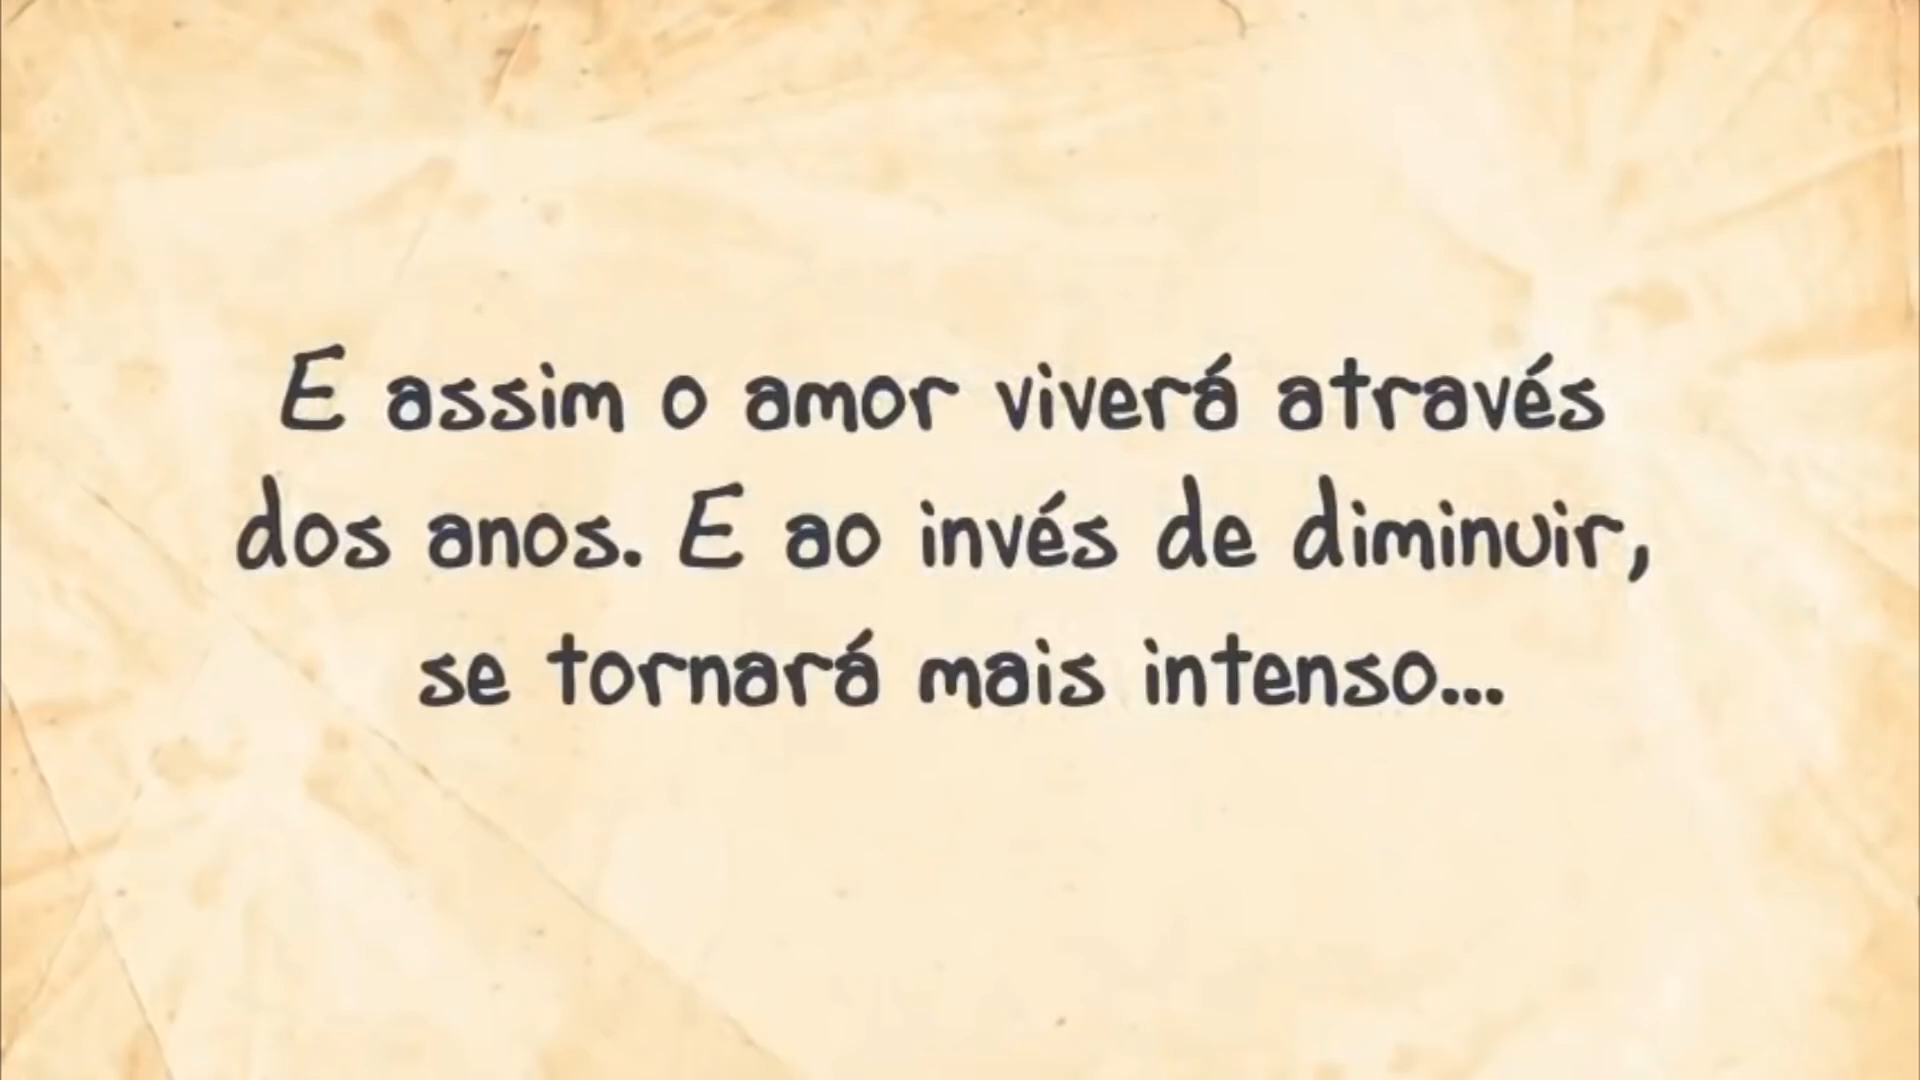 E assim o amor viverá através
dos anos. E ao invés de diminuir,
se tornará mais intenso...